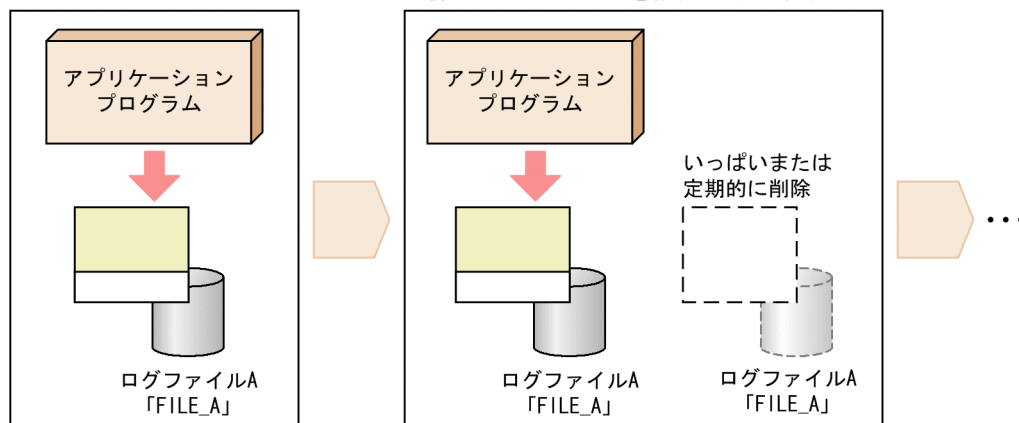 アプリケーション
プログラム
ログファイルA
「FILE_A」
アプリケーション
プログラム
いっぱいまたは
定期的に削除
ログファイルA
「FILE_A」
ログファイルA
「FILE_A」
…